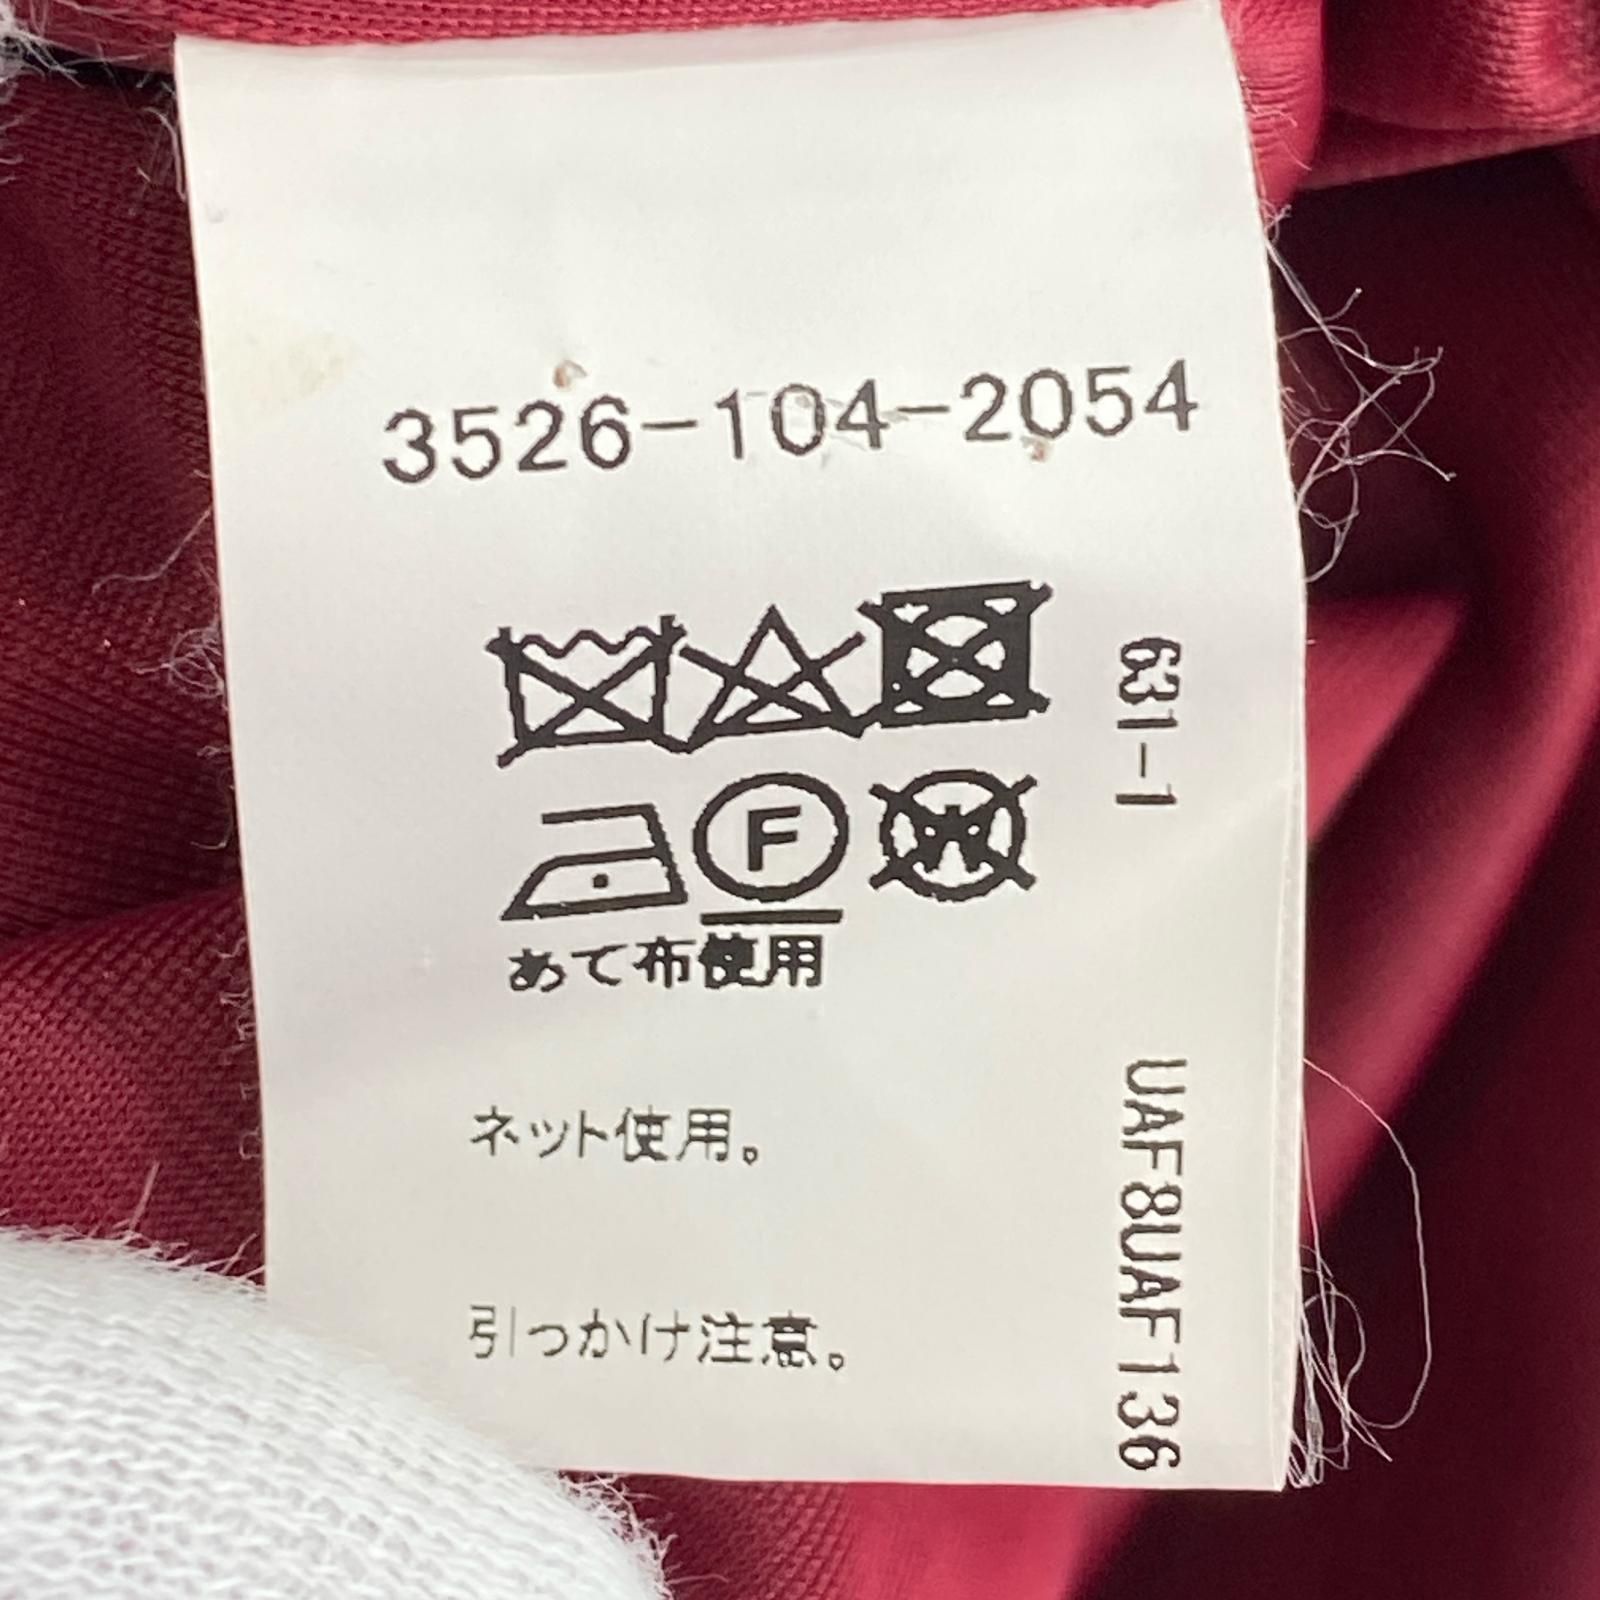 3526-104-2054
F
W
あて布使用
ネット使用。
引っかけ注意。
631-1
UAF8UAF136